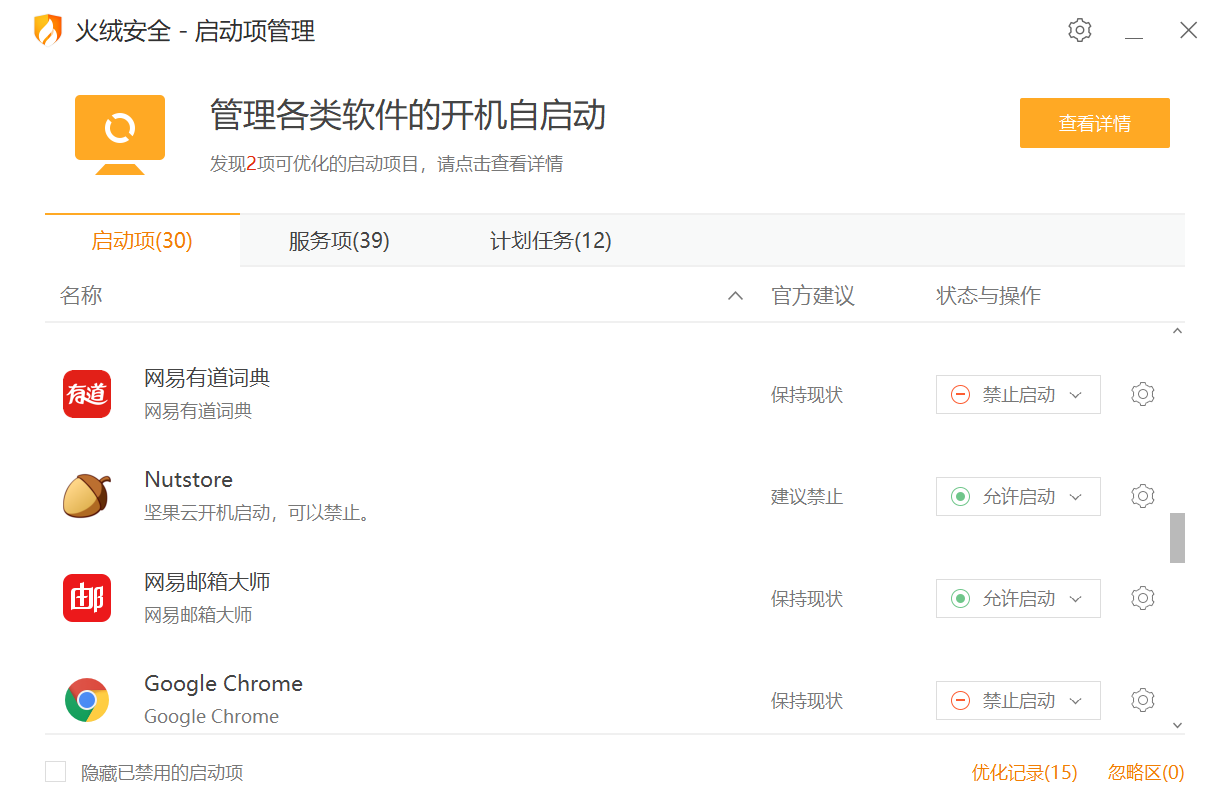 火绒安全 - 启动项管理
管理各类软件的开机自启动
发现2项可优化的启动项目，请点击查看详情
查看详情
启动项(30) 服务项(39) 计划任务(12)
名称 官方建议 状态与操作
有道
网易有道词典
网易有道词典
保持现状 禁止启动
Nutstore
坚果云开机启动，可以禁止。
建议禁止 允许启动
邮
网易邮箱大师
网易邮箱大师
保持现状 允许启动
Google Chrome
Google Chrome
保持现状 禁止启动
隐藏已禁用的启动项 优化记录(15) 忽略区(0)